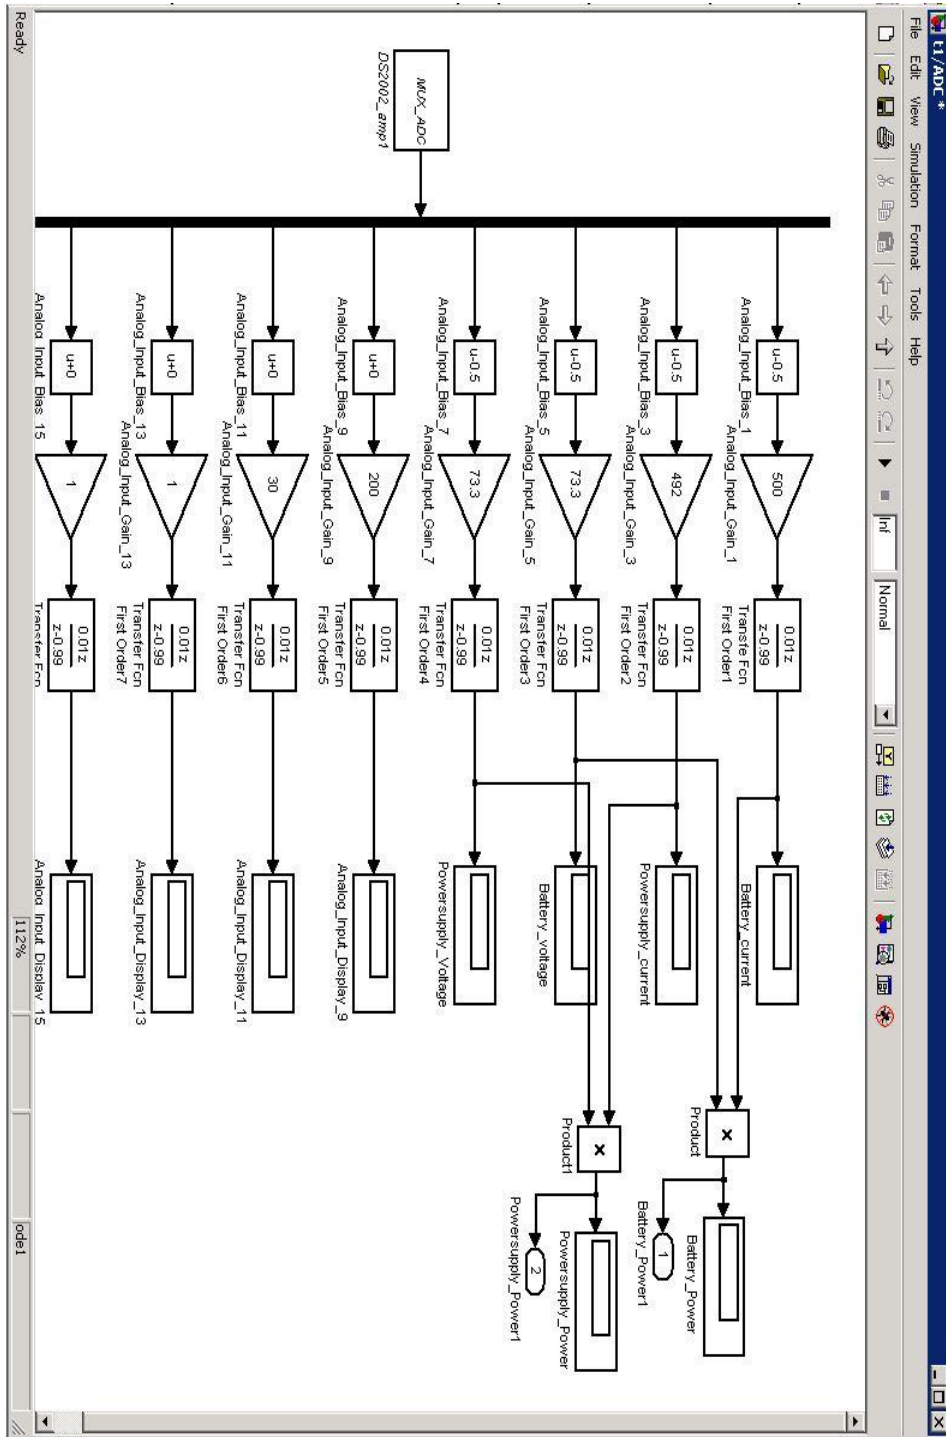 t1/ADC *
File Edit View Simulation Format Tools Help
Inf
Normal
MUX_ADC
DS2002_amp1
u-0.5
Analog_Input_Bias_1
500
Analog_Input_Gain_1
0.01z
z-0.99
Transfe Fcn
First Order1
Battery_current
u-0.5
Analog_Input_Bias_3
492
Analog_Input_Gain_3
0.01z
z-0.99
Transfer Fcn
First Order2
Powersupply_current
u-0.5
Analog_Input_Bias_5
73.3
Analog_Input_Gain_5
0.01z
z-0.99
Transfer Fcn
First Order3
Battery_voltage
u-0.5
Analog_Input_Bias_7
73.3
Analog_Input_Gain_7
0.01z
z-0.99
Transfer Fcn
First Order4
Powersupply_Voltage
u+0
Analog_Input_Bias_9
200
Analog_Input_Gain_9
0.01z
z-0.99
Transfer Fcn
First Order5
Analog_Input_Display_9
u+0
Analog_Input_Bias_11
30
Analog_Input_Gain_11
0.01z
z-0.99
Transfer Fcn
First Order6
Analog_Input_Display_11
u+0
Analog_Input_Bias_13
1
Analog_Input_Gain_13
0.01z
z-0.99
Transfer Fcn
First Order7
Analog_Input_Display_13
u+0
Analog_Input_Bias_15
1
0.01z
z-0.99
Transfer Fcn
Analog_Input_Display_15
x
Product
Battery_Power
1
Battery_Power1
x
Product1
Powersupply_Power
2
Powersupply_Power1
Ready
112%
ode1